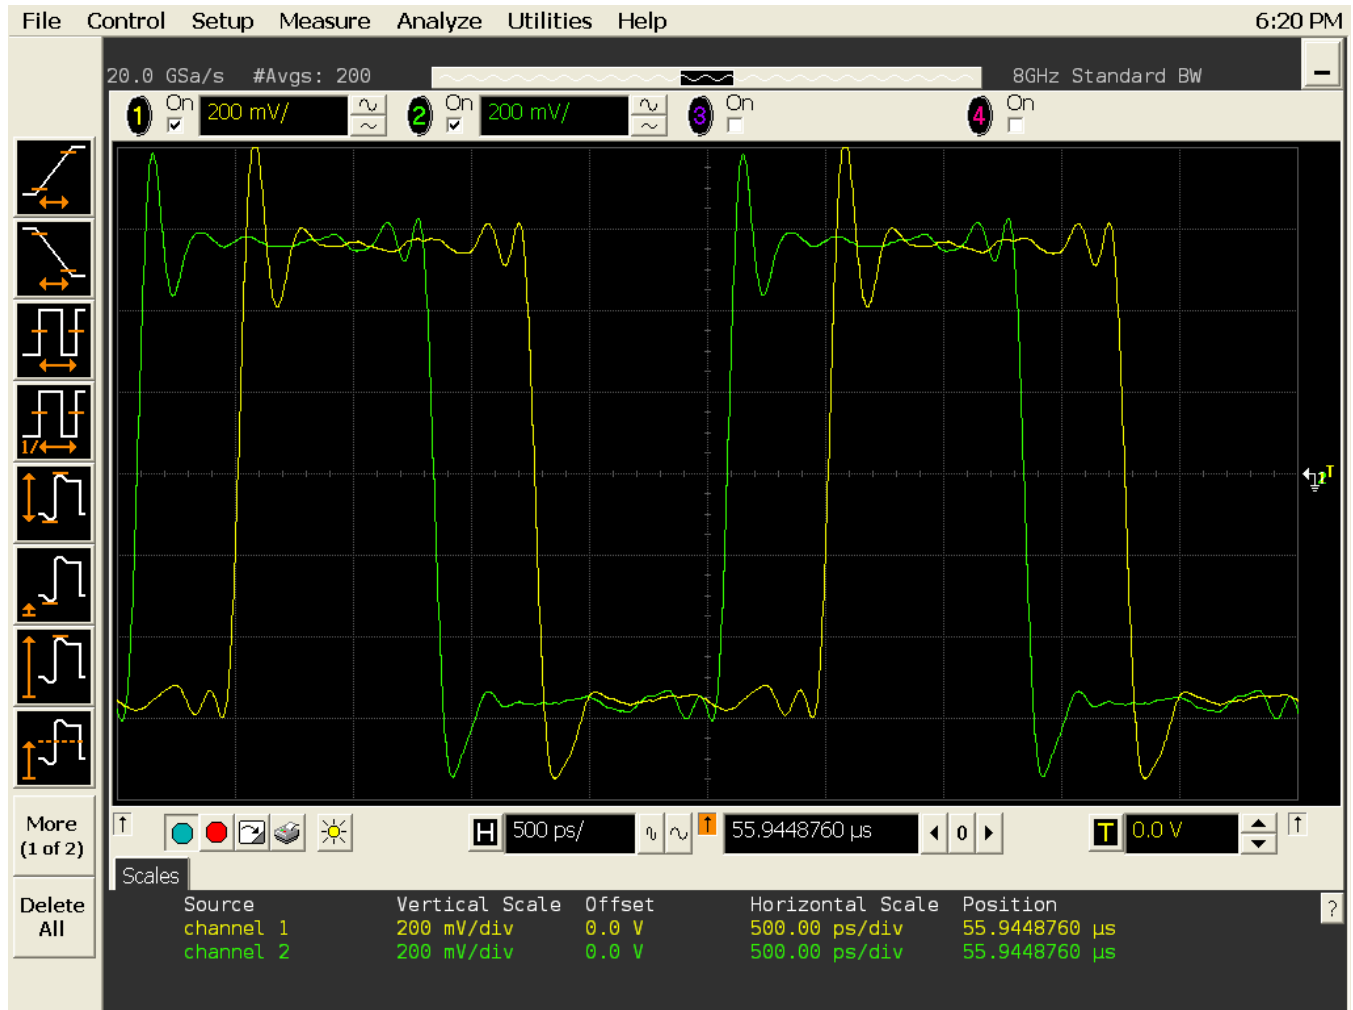 File Control Setup Measure Analyze Utilities Help 6:20 PM
20.0 GSa/s #Avgs: 200 8GHz Standard BW
1 On 200 mV/ 2 On 200 mV/ 3 On 4 On
1/
T
More
(1 of 2)
H 500 ps/ 55.9448760 µs 0 T 0.0 V
Delete
All
Scales
Source Vertical Scale Offset Horizontal Scale Position
channel 1 200 mV/div 0.0 V 500.00 ps/div 55.9448760 µs
channel 2 200 mV/div 0.0 V 500.00 ps/div 55.9448760 µs
?